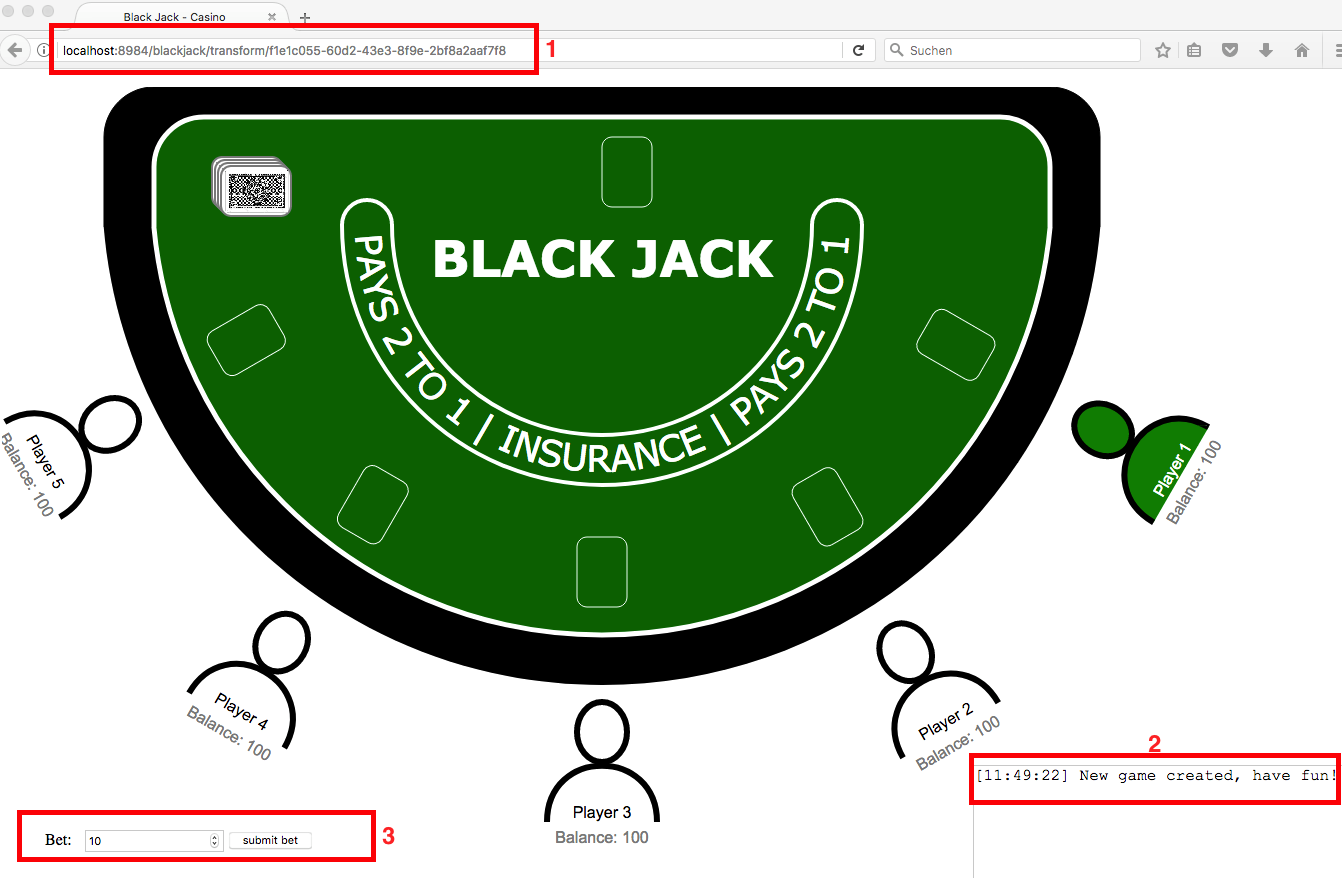 Black Jack - Casino
localhost:8984/blackjack/transform/f1e1c055-60d2-43e3-8f9e-2bf8a2aaf7f8
1
Suchen
BLACK JACK
PAYS 2 TO 1 | INSURANCE | PAYS 2 TO 1
Player 5
Balance: 100
Player 1
Balance: 100
Player 4
Balance: 100
Player 2
Balance: 100
Player 3
Balance: 100
2
[11:49:22] New game created, have fun!
Bet: 10 submit bet
3